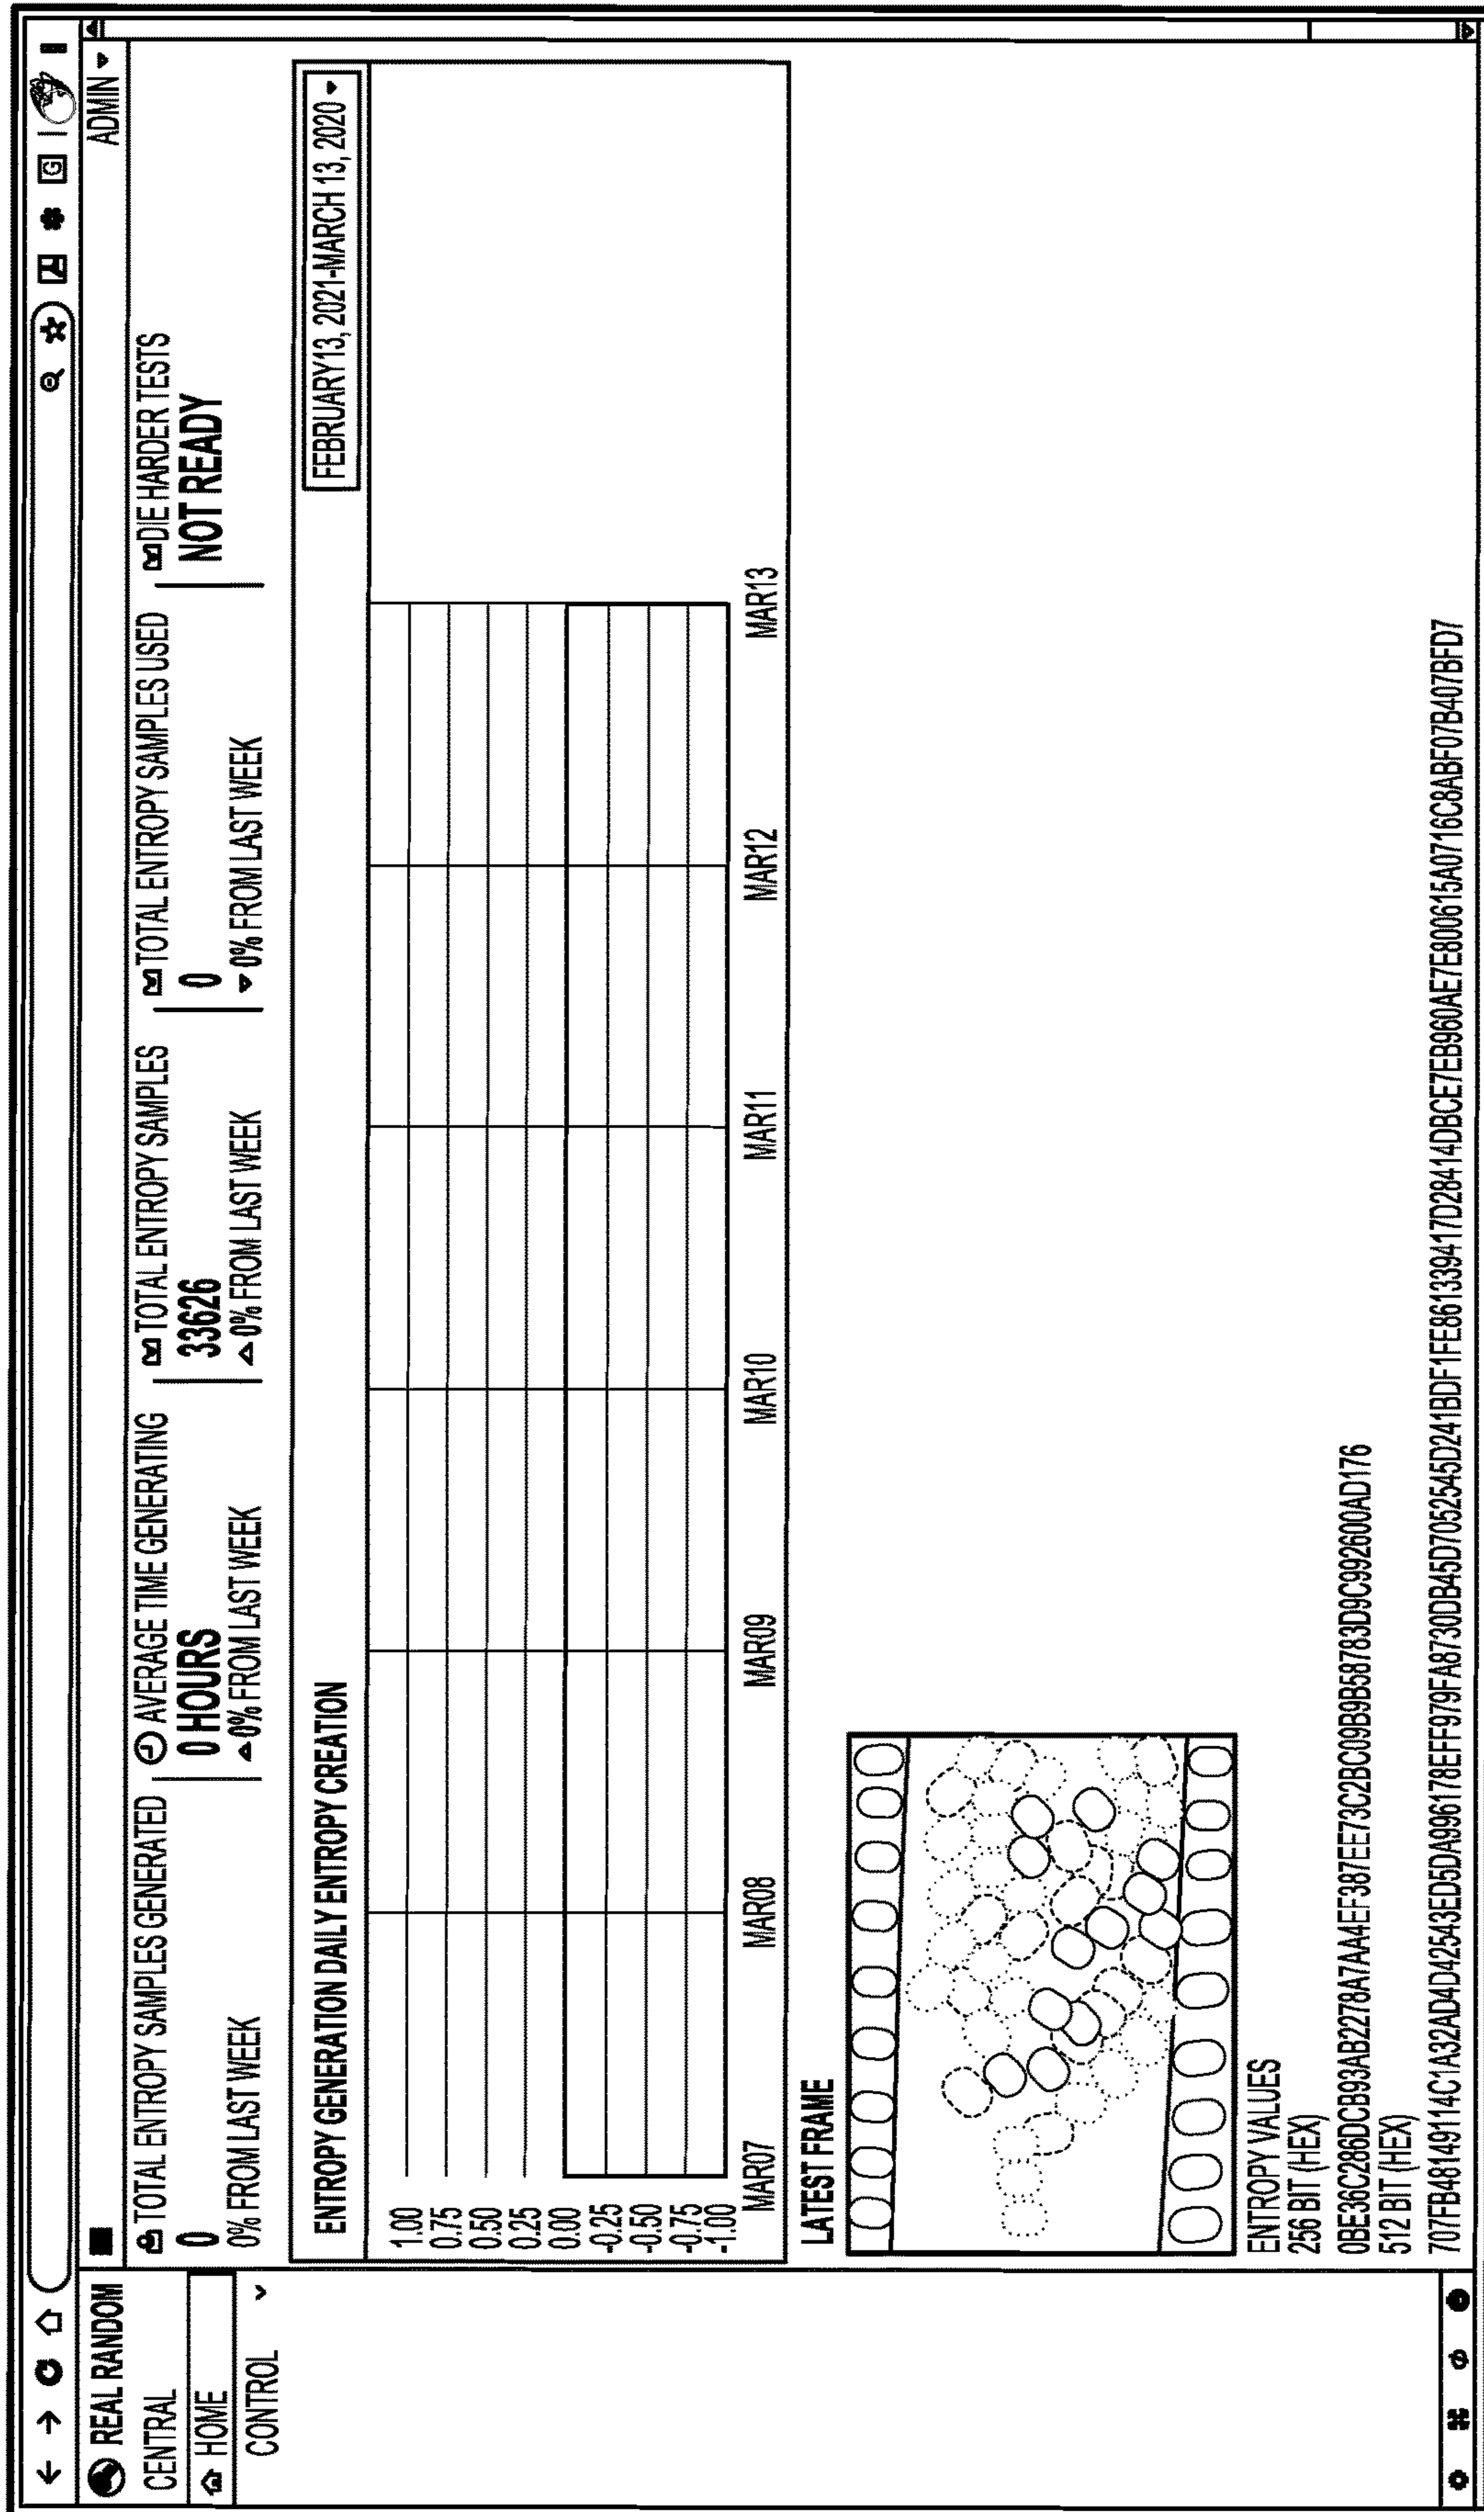 REAL RANDOM
CENTRAL
HOME
CONTROL
ADMIN
TOTAL ENTROPY SAMPLES GENERATED
0
0% FROM LAST WEEK
AVERAGE TIME GENERATING
0 HOURS
0% FROM LAST WEEK
TOTAL ENTROPY SAMPLES
33626
0% FROM LAST WEEK
TOTAL ENTROPY SAMPLES USED
0
0% FROM LAST WEEK
DIE HARDER TESTS
NOT READY
ENTROPY GENERATION DAILY ENTROPY CREATION
FEBRUARY13, 2021-MARCH 13, 2020
1.00
0.75
0.50
0.25
0.00
-0.25
-0.50
-0.75
-1.00
MAR07 MAR08 MAR09 MAR10 MAR11 MAR12 MAR13
LATEST FRAME
ENTROPY VALUES
256 BIT (HEX)
0BE36C286DCB93AB2278A7AA4EF387EE73C2BC09B9B58783D9C992600AD176
512 BIT (HEX)
707FB48149114C1A32AD4D42543ED5DA996178EFF979FA8730DB45D7052545D241BDF1FE861339417D28414DBCE7EB960AE7E800615A0716C8ABF07B407BFD7